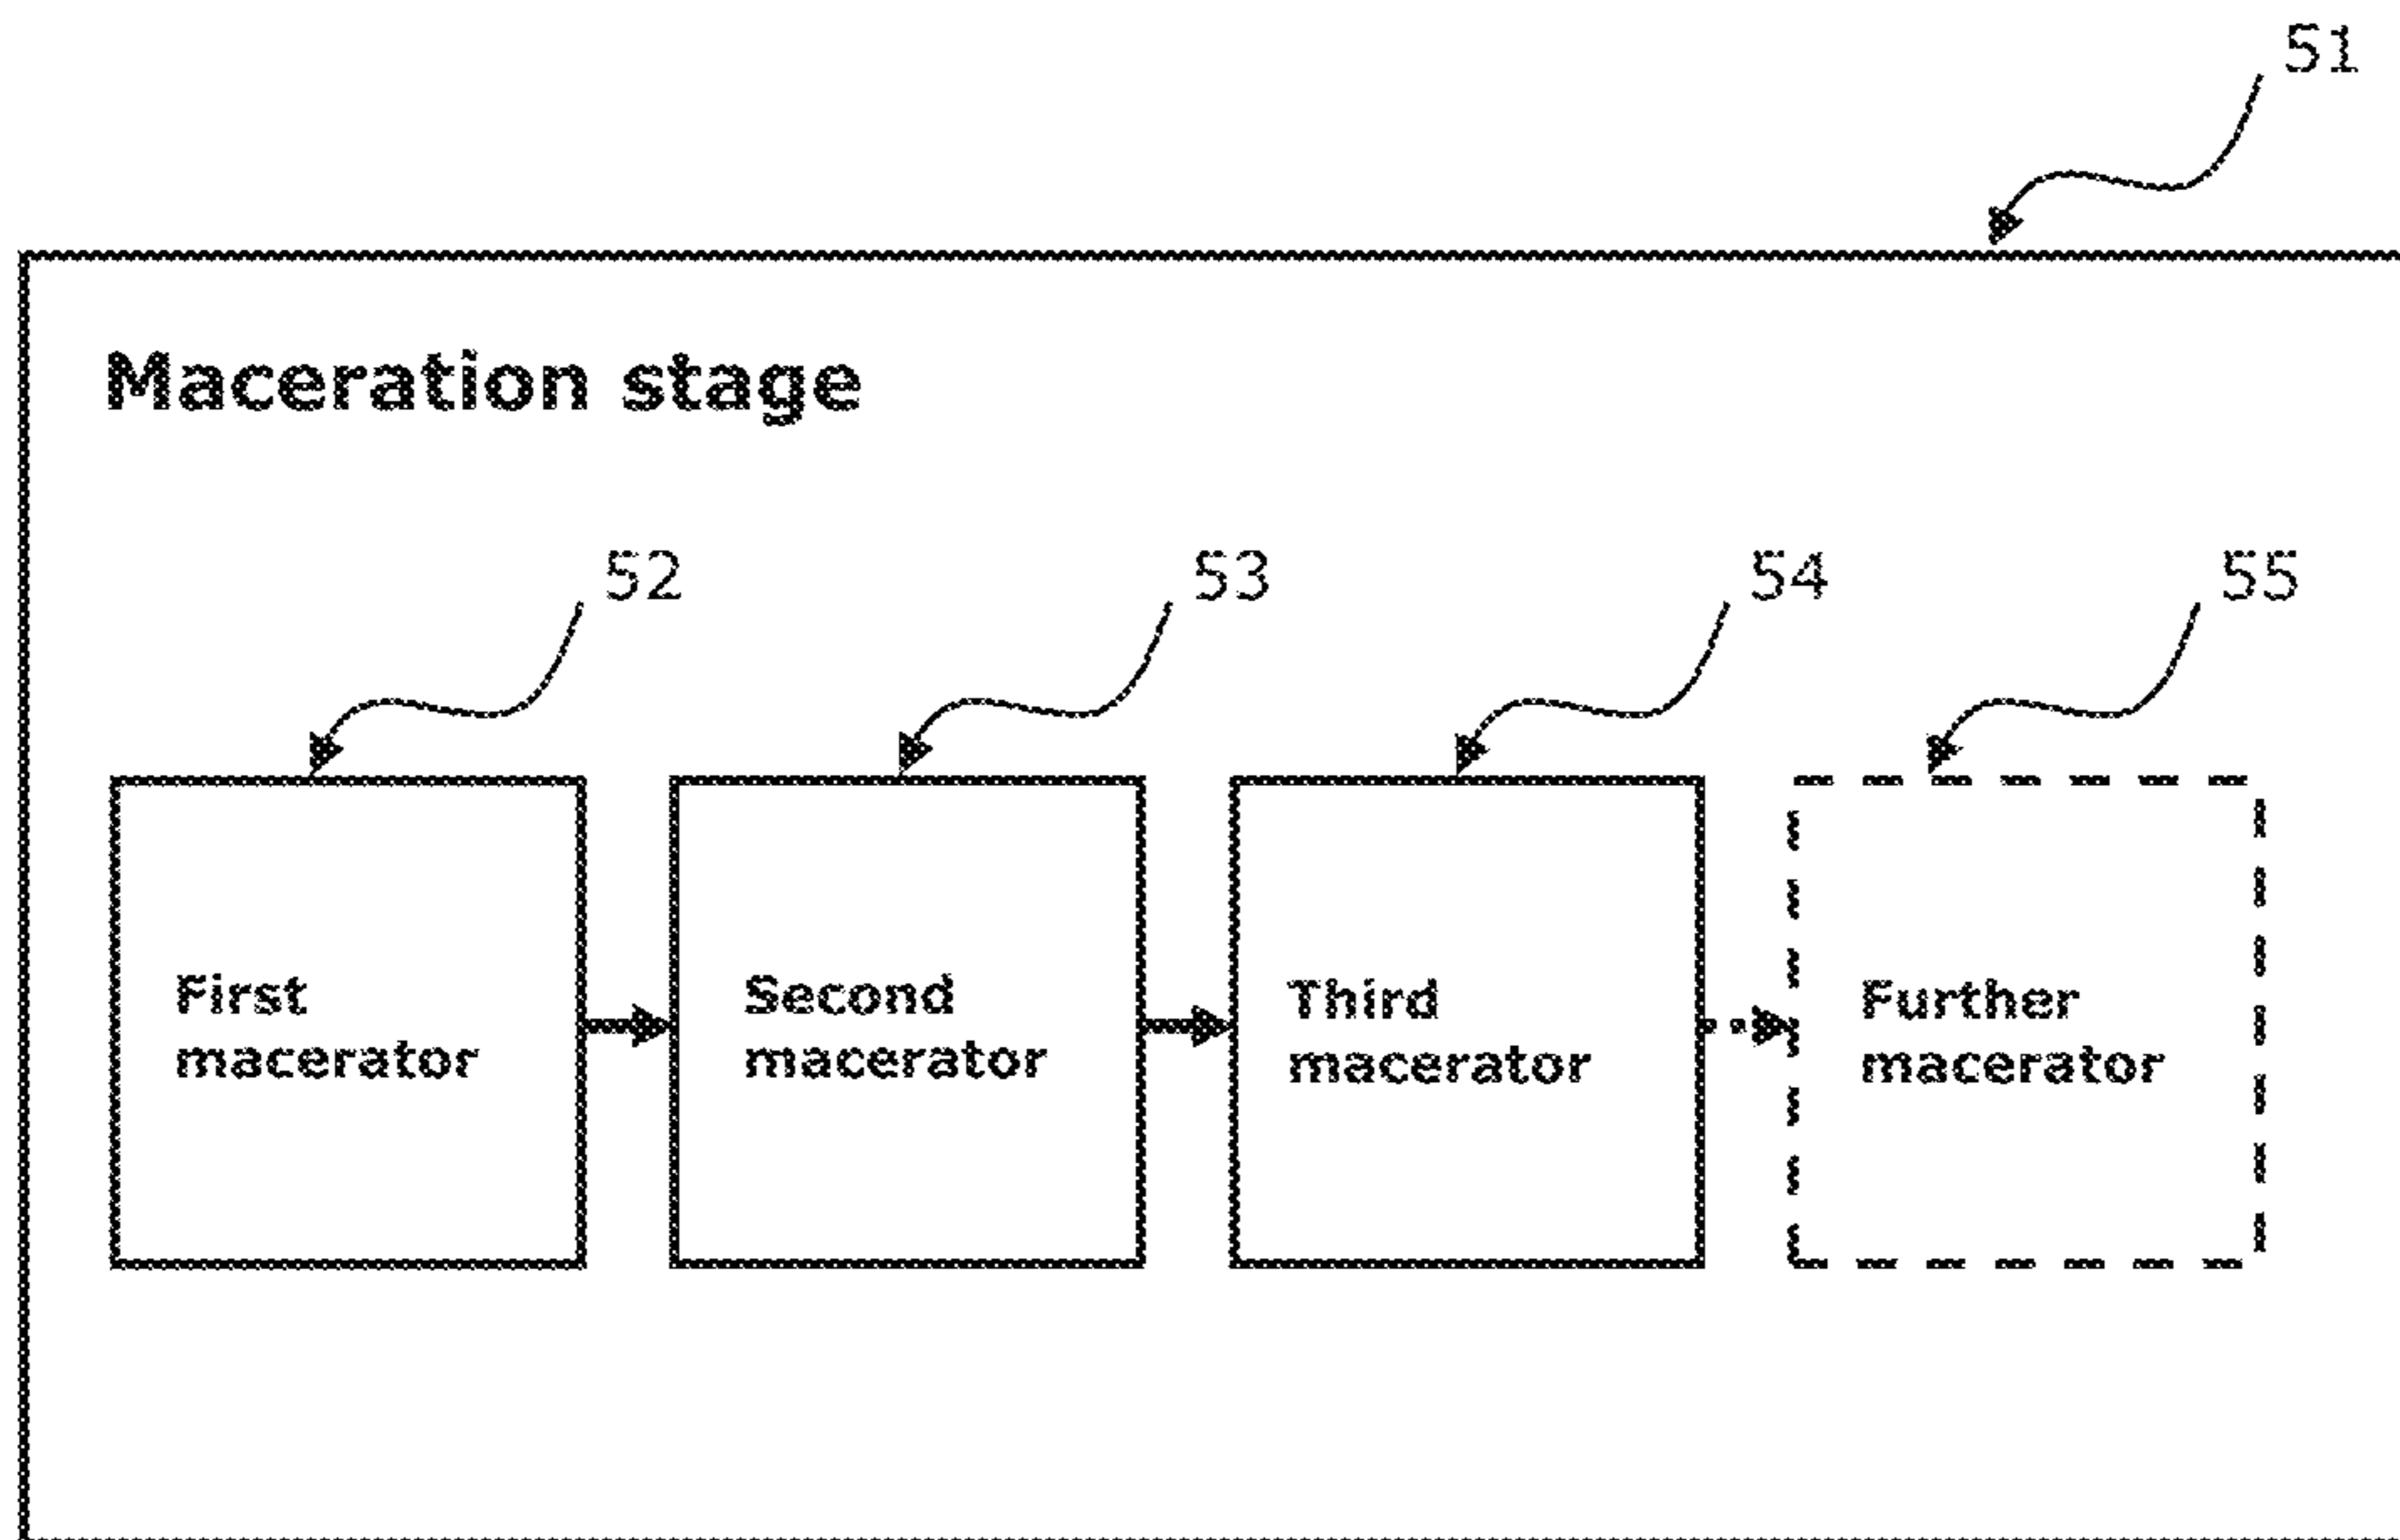 51
Maceration stage
52
53
54
55
First
macerator
Second
macerator
Third
macerator
Further
macerator